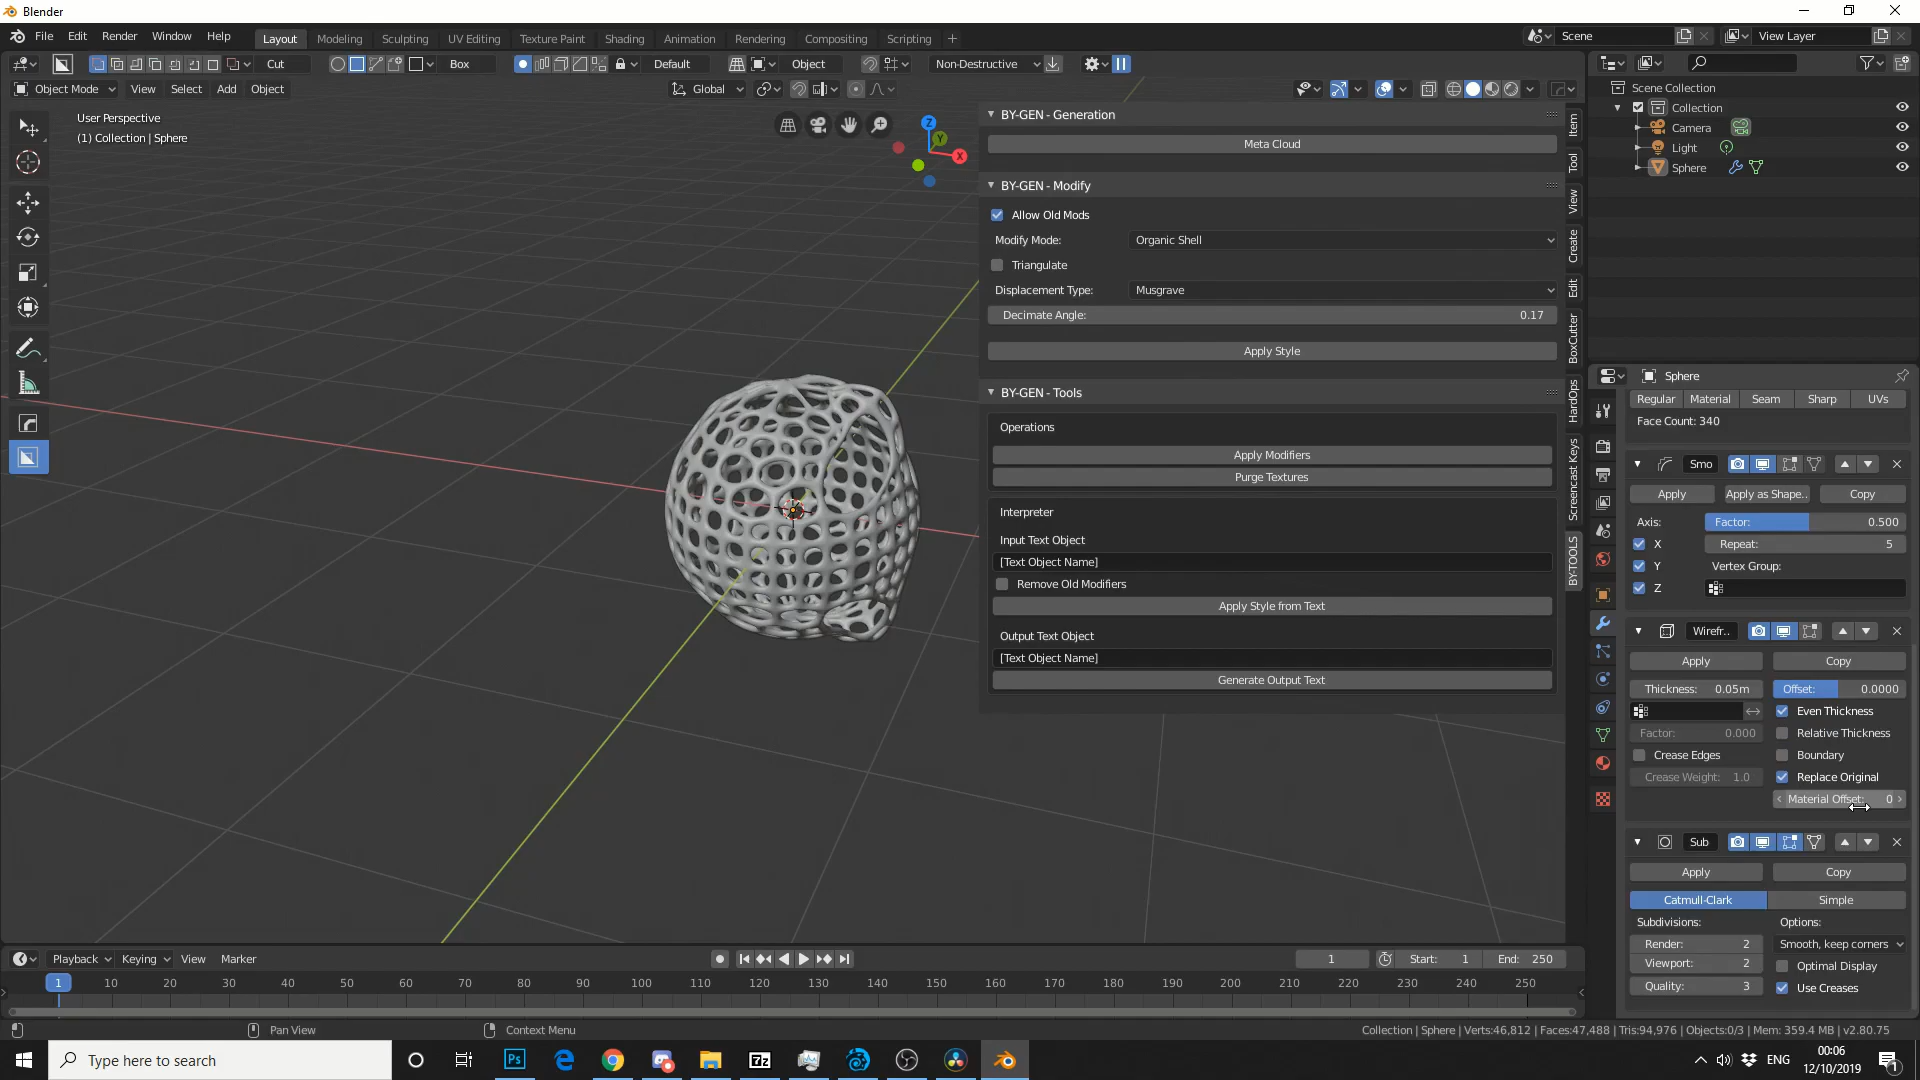 Blender
File Edit Render Window Help
Layout Modeling Sculpting UV Editing Texture Paint Shading Animation Rendering Compositing Scripting +
Scene
View Layer
Cut Box Default Object Non-Destructive
Object Mode View Select Add Object
Global
User Perspective
(1) Collection | Sphere
Z
Y
X
BY-GEN - Generation
Meta Cloud
BY-GEN - Modify
Allow Old Mods
Modify Mode: Organic Shell
Triangulate
Displacement Type: Musgrave
Decimate Angle: 0.17
Apply Style
BY-GEN - Tools
Operations
Apply Modifiers
Purge Textures
Interpreter
Input Text Object
[Text Object Name]
Remove Old Modifiers
Apply Style from Text
Output Text Object
[Text Object Name]
Generate Output Text
Item
Tool
View
Create
Edit
BoxCutter
HardOps
Screencast Keys
BY-TOOLS
Scene Collection
Collection
Camera
Light
Sphere
Sphere
Regular Material Seam Sharp UVs
Face Count: 340
Smo
Apply Apply as Shape.. Copy
Axis: Factor: 0.500
X Repeat: 5
Y Vertex Group:
Z
Wirefr..
Apply Copy
Thickness: 0.05m Offset: 0.0000
Even Thickness
Factor: 0.000 Relative Thickness
Crease Edges Boundary
Crease Weight: 1.0 Replace Original
Material Offset: 0
Sub
Apply Copy
Catmull-Clark Simple
Subdivisions: Options:
Render: 2 Smooth, keep corners
Viewport: 2 Optimal Display
Quality: 3 Use Creases
Playback Keying View Marker
1 Start: 1 End: 250
1 10 20 30 40 50 60 70 80 90 100 110 120 130 140 150 160 170 180 190 200 210 220 230 240 250
Pan View Context Menu
Collection | Sphere | Verts:46,812 | Faces:47,488 | Tris:94,976 | Objects:0/3 | Mem: 359.4 MB | v2.80.75
Type here to search
Ps
7z
ENG
00:06
12/10/2019
1